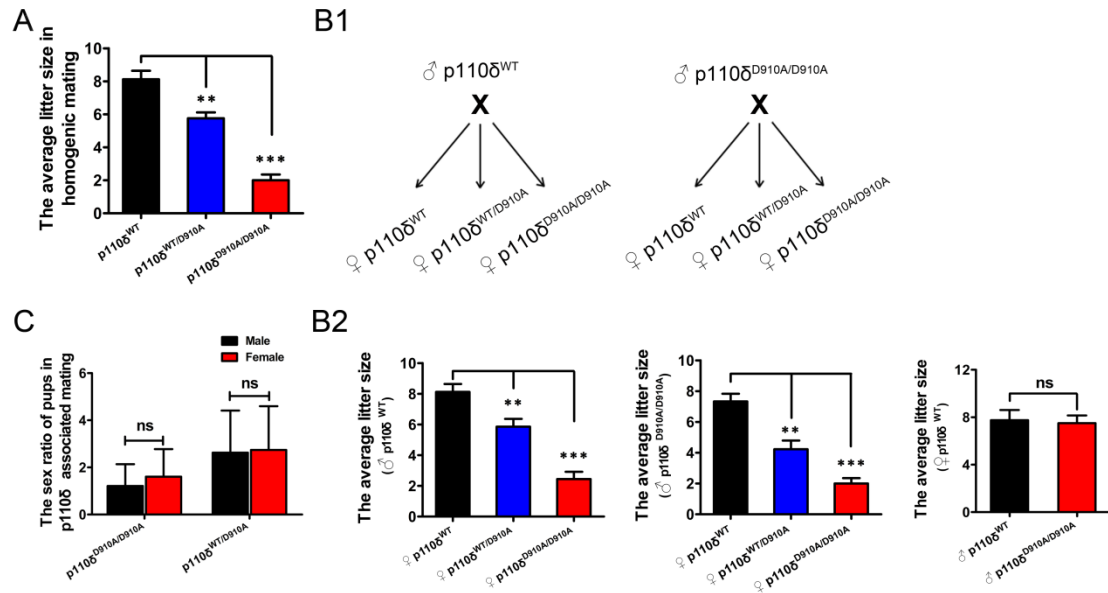 A
The average litter size in
homogenic mating
10
8
6
4
2
0
**
***
p110δWT
p110δWT/D910A
p110δD910A/D910A
B1
♂ p110δWT
X
♀ p110δWT
♀ p110δWT/D910A
♀ p110δD910A/D910A
♂ p110δD910A/D910A
X
♀ p110δWT
♀ p110δWT/D910A
♀ p110δD910A/D910A
C
The sex ratio of pups in
p110δ associated mating
6
4
2
0
Male
Female
ns
ns
p110δD910A/D910A
p110δWT/D910A
B2
The average litter size
(♂ p110δ WT)
10
8
6
4
2
0
**
***
♀ p110δWT
♀ p110δWT/D910A
♀ p110δD910A/D910A
The average litter size
(♂ p110δ D910A/D910A)
10
8
6
4
2
0
**
***
♀ p110δWT
♀ p110δWT/D910A
♀ p110δD910A/D910A
The average litter size
(♀ p110δ WT)
12
8
4
0
ns
♂ p110δWT
♂ p110δD910A/D910A